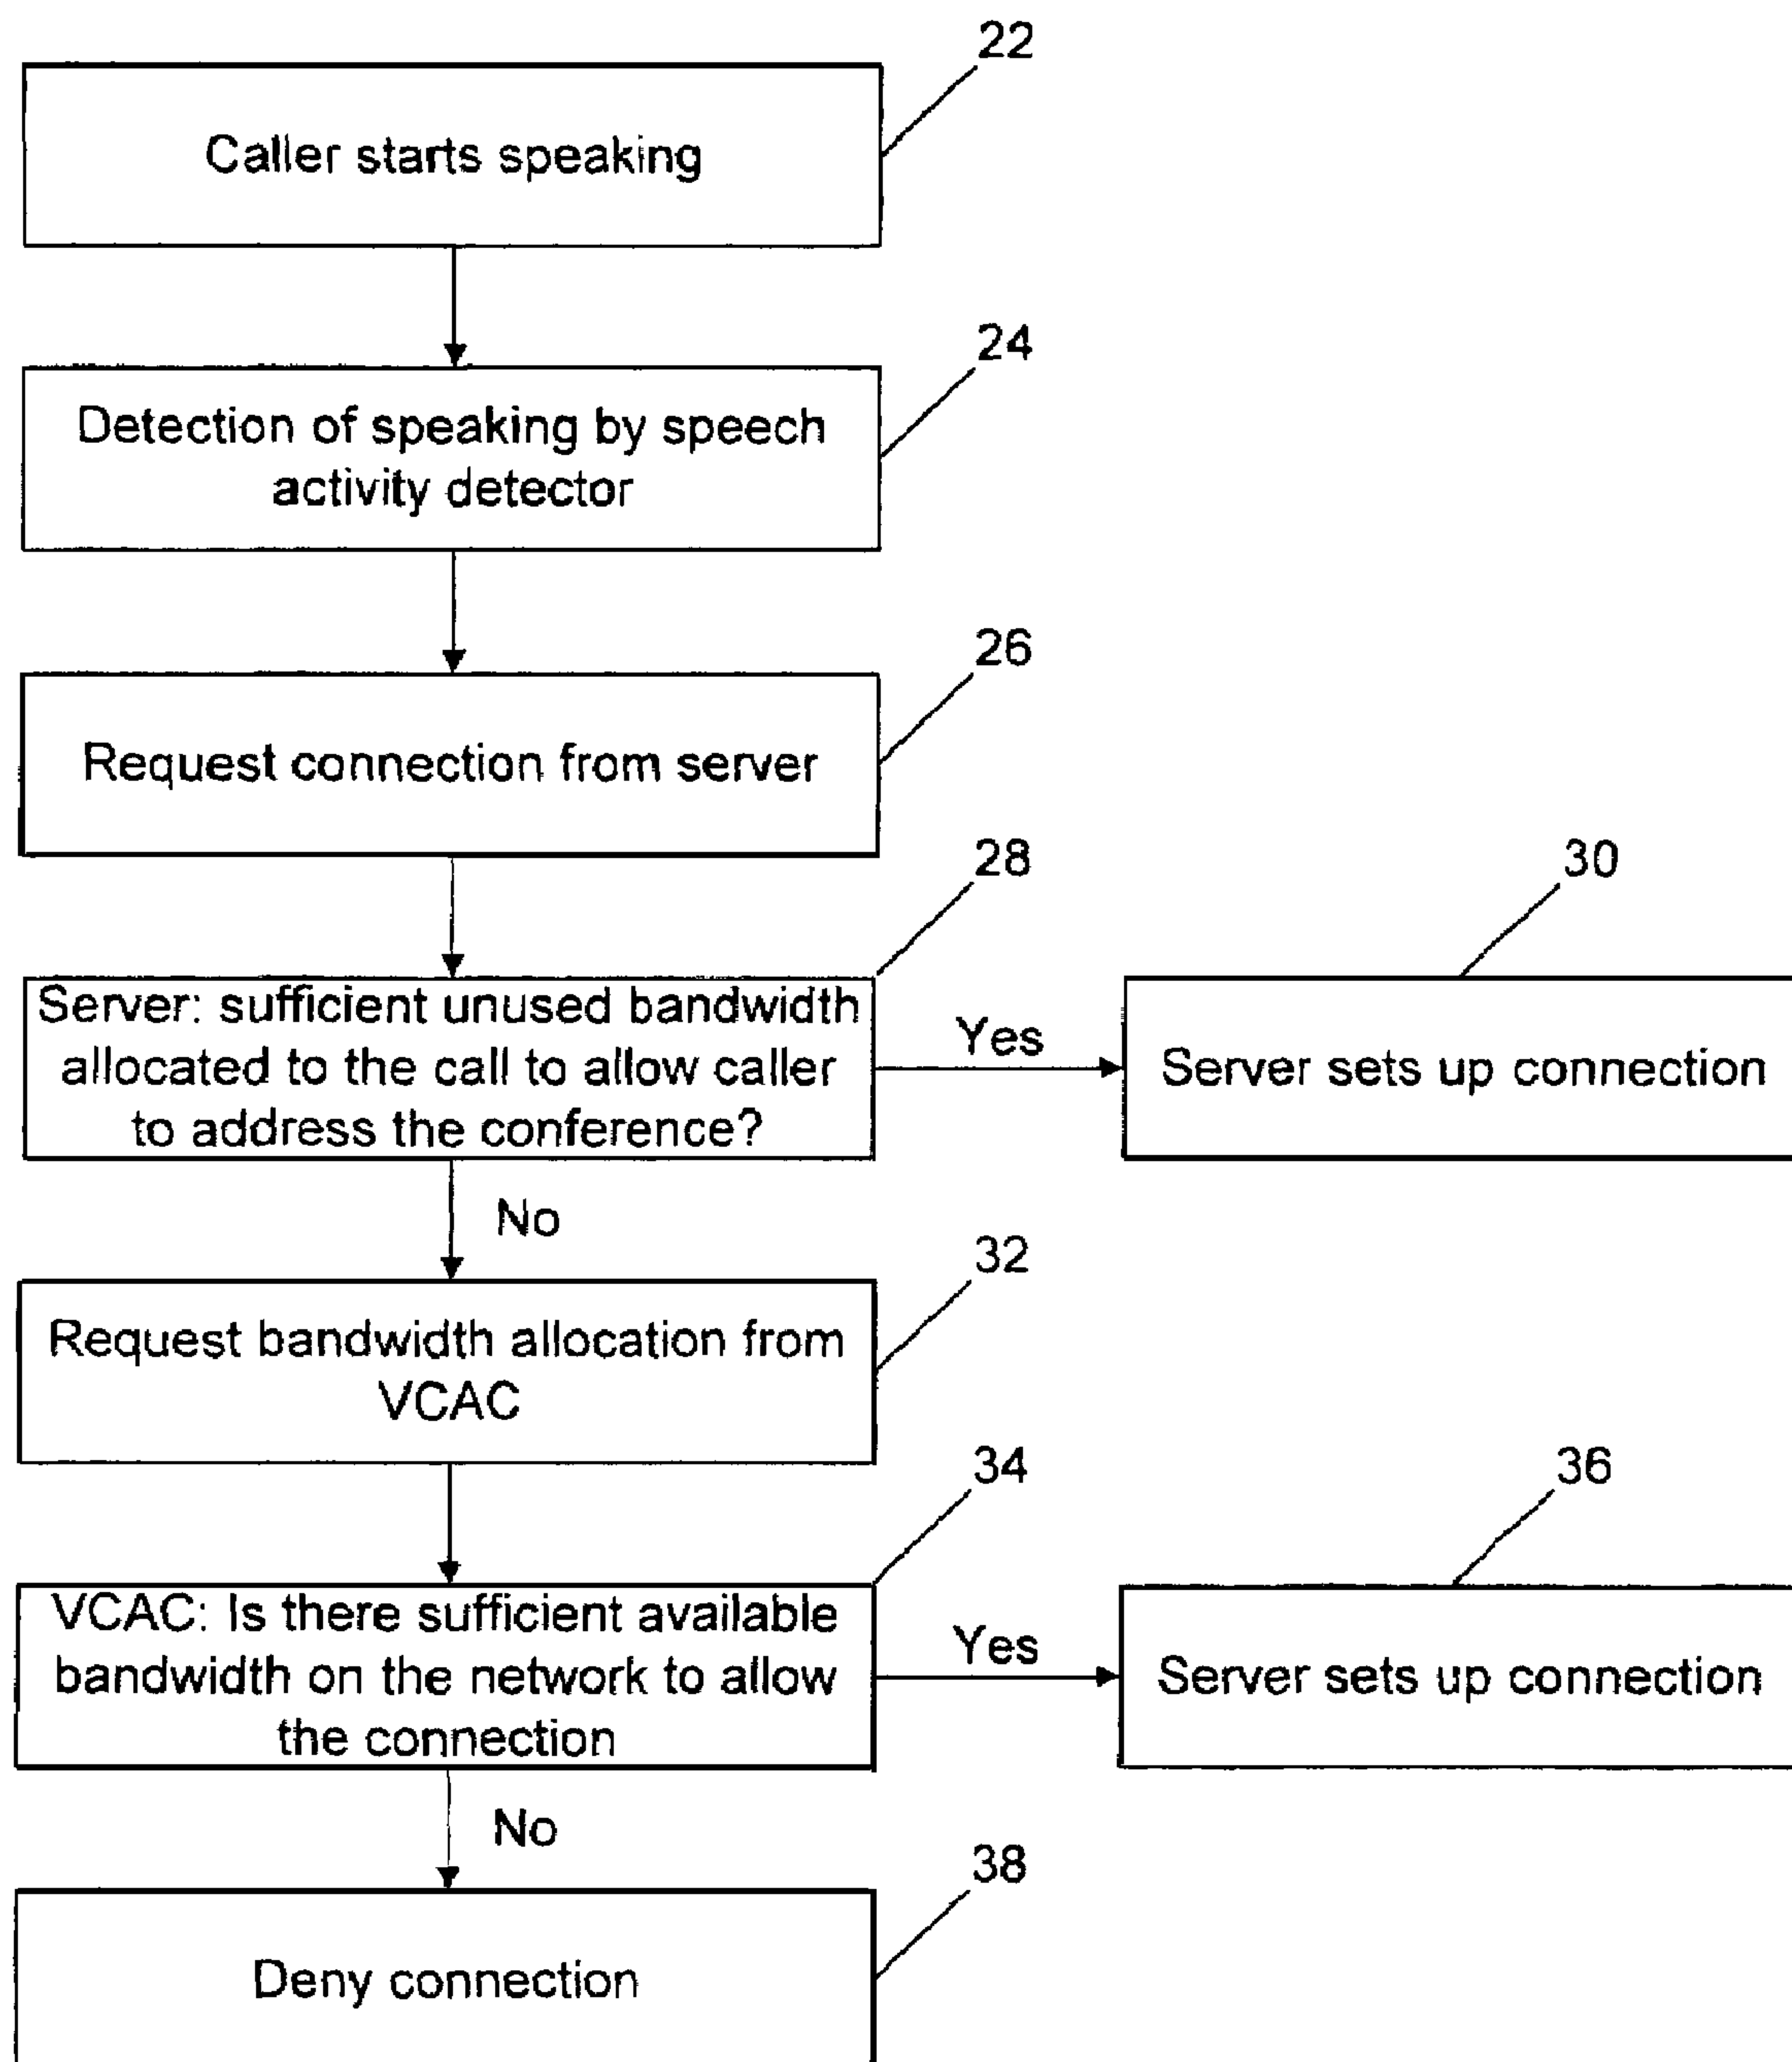 22
Caller starts speaking
24
Detection of speaking by speech
activity detector
26
Request connection from server
28
Server: sufficient unused bandwidth
allocated to the call to allow caller
to address the conference?
Yes
30
Server sets up connection
No
32
Request bandwidth allocation from
VCAC
34
VCAC: Is there sufficient available
bandwidth on the network to allow
the connection
Yes
36
Server sets up connection
No
38
Deny connection